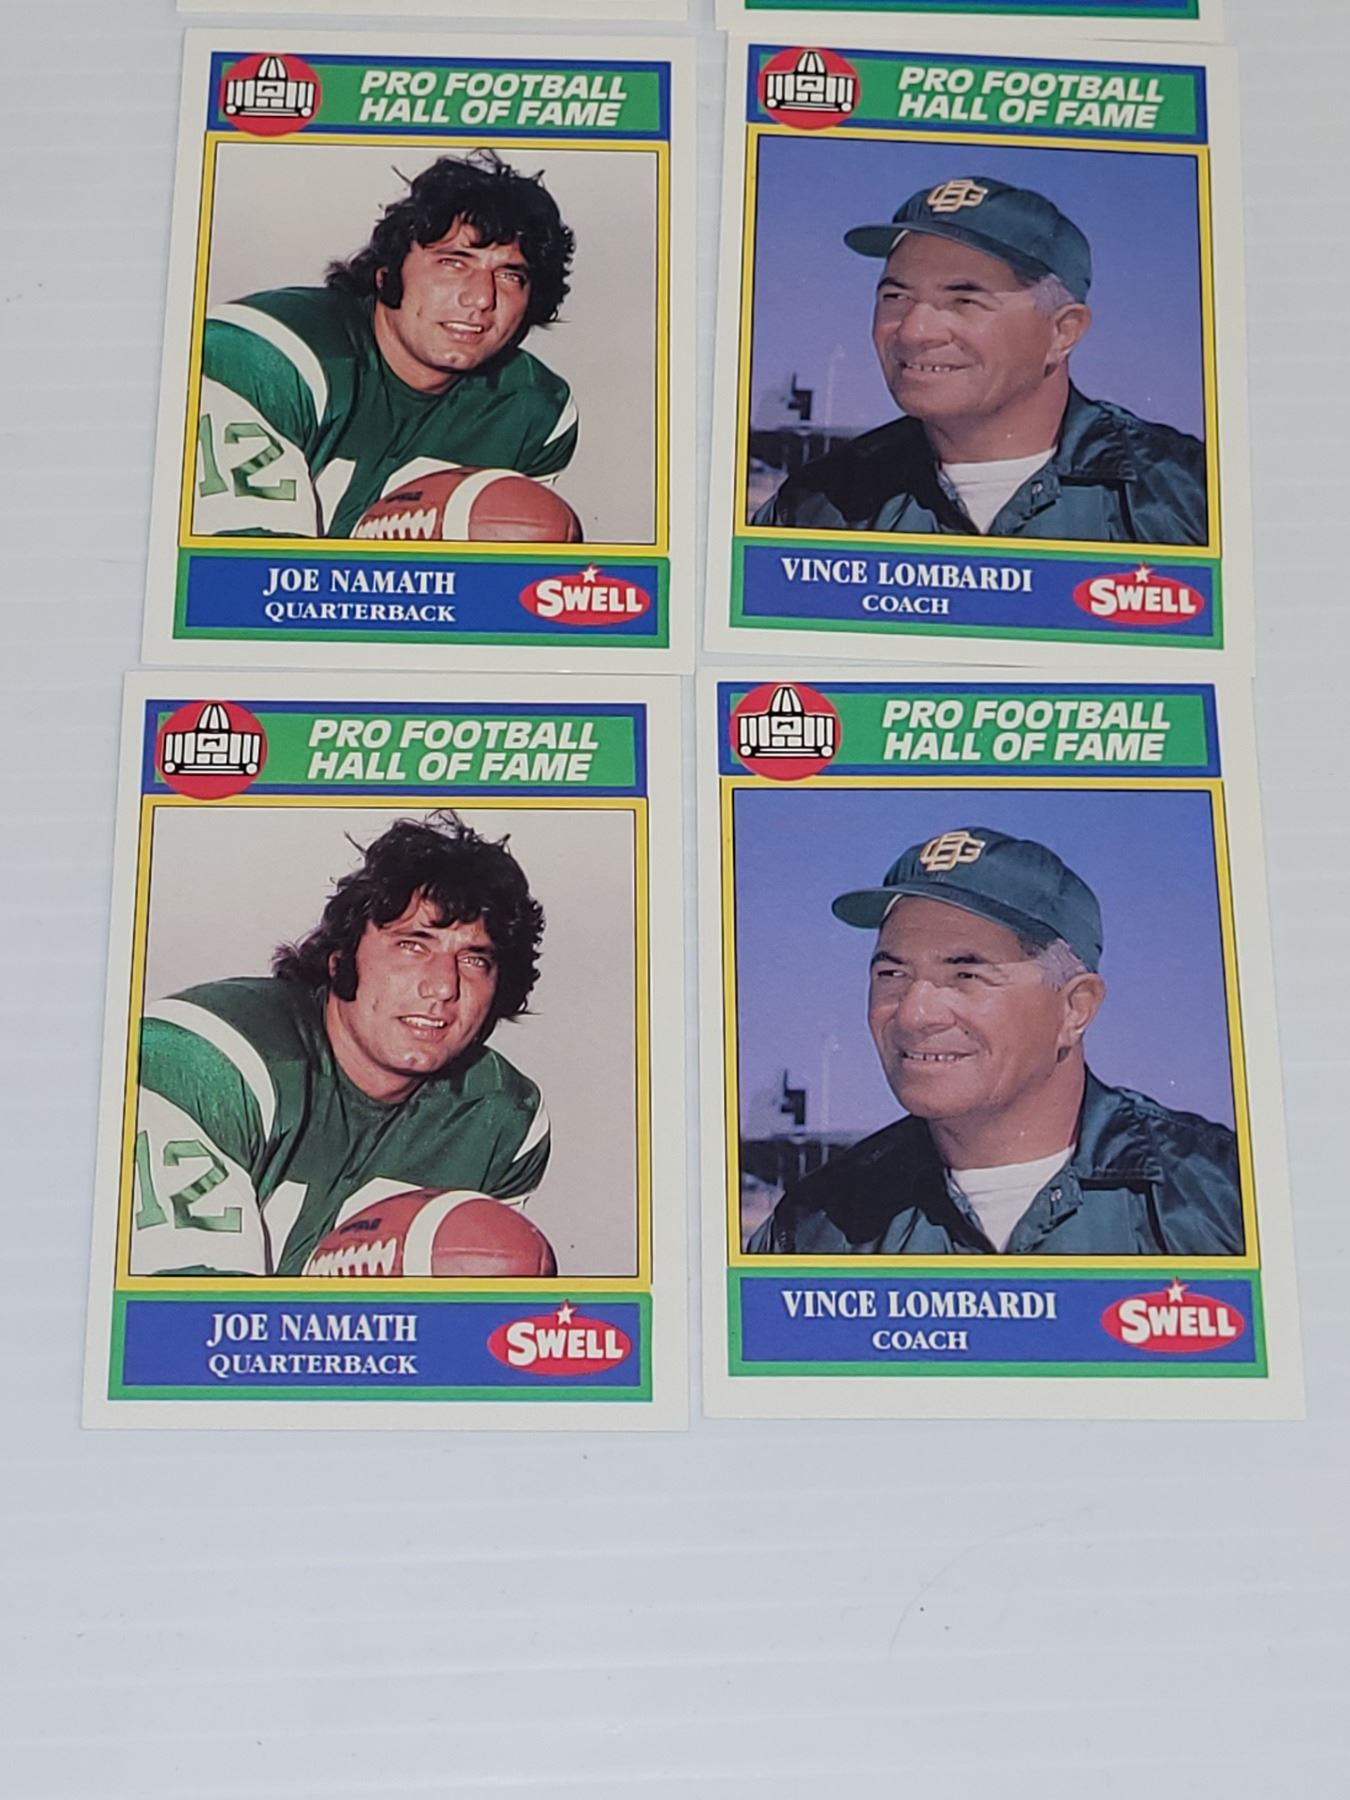 PRO FOOTBALL
HALL OF FAME
12
JOE NAMATH
QUARTERBACK
SWELL
PRO FOOTBALL
HALL OF FAME
GB
VINCE LOMBARDI
COACH
SWELL
PRO FOOTBALL
HALL OF FAME
12
JOE NAMATH
QUARTERBACK
SWELL
PRO FOOTBALL
HALL OF FAME
GB
VINCE LOMBARDI
COACH
SWELL